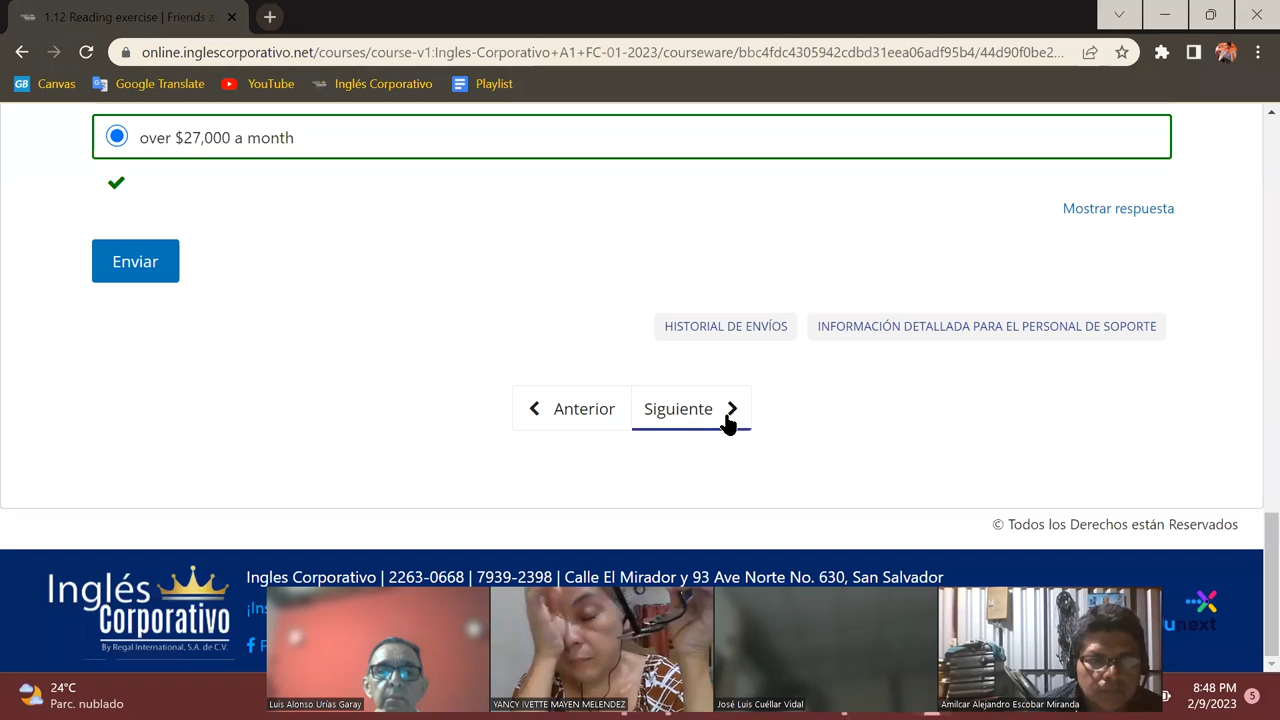 1.12 Reading exercise | Friends a
online.inglescorporativo.net/courses/course-v1:Ingles-Corporativo+A1+FC-01-2023/courseware/bbc4fdc4305942cdbd31eea06adf95b4/44d90f0be2...
GB Canvas Google Translate YouTube Inglés Corporativo Playlist
over $27,000 a month
Mostrar respuesta
Enviar
HISTORIAL DE ENVÍOS INFORMACIÓN DETALLADA PARA EL PERSONAL DE SOPORTE
Anterior Siguiente
© Todos los Derechos están Reservados
Inglés Corporativo
By Regal International, S.A. de C.V.
Ingles Corporativo | 2263-0668 | 7939-2398 | Calle El Mirador y 93 Ave Norte No. 630, San Salvador
¡Ins
unext
Luis Alonso Urías Garay YANCY IVETTE MAYEN MELENDEZ José Luis Cuéllar Vidal Amilcar Alejandro Escobar Miranda
24°C
Parc. nublado
8:48 PM
2/9/2023
5